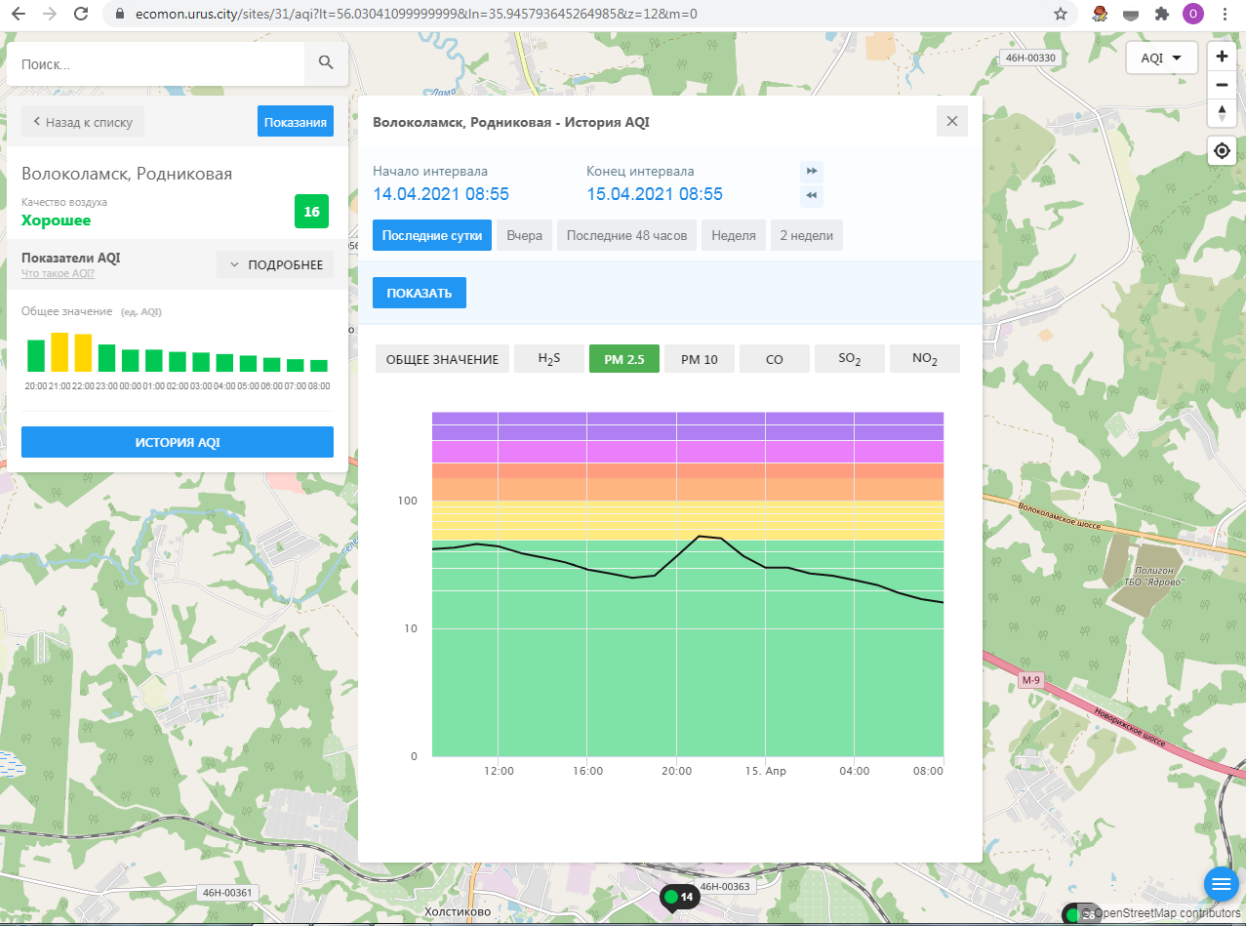 ecomon.urus.city/sites/31/aqi?lt=56.03041099999999&ln=35.945793645264985&z=12&m=0
О
Поиск...
46Н-00330
AQI
Ламо
Назад к списку
Показания
Волоколамск, Родниковая
Качество воздуха
Хорошее
16
Показатели AQI
Что такое AQI?
ПОДРОБНЕЕ
Общее значение (ед. AQI)
20:00 21:00 22:00 23:00 00:00 01:00 02:00 03:00 04:00 05:00 06:00 07:00 08:00
ИСТОРИЯ AQI
Волоколамск, Родниковая - История AQI
Начало интервала
Конец интервала
14.04.2021 08:55
15.04.2021 08:55
Последние сутки
Вчера
Последние 48 часов
Неделя
2 недели
ПОКАЗАТЬ
ОБЩЕЕ ЗНАЧЕНИЕ
H2S
PM 2.5
PM 10
CO
SO2
NO2
100
10
0
12:00
16:00
20:00
15. Апр
04:00
08:00
Волоколамское шоссе
Полигон
ТБО "Ядрово"
М-9
Новорижское шоссе
46Н-00361
46Н-00363
14
Холстиково
© OpenStreetMap contributors